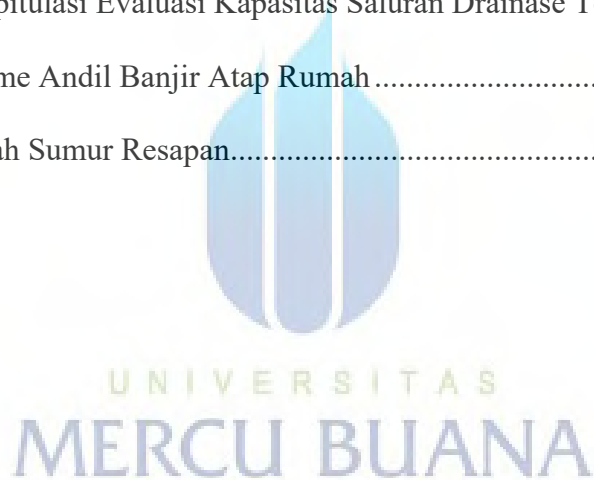 pitulasi Evaluasi Kapasitas Saluran Drainase T
me Andil Banjir Atap Rumah..............................
ah Sumur Resapan................................................
UNIVERSITAS
MERCU BUANA